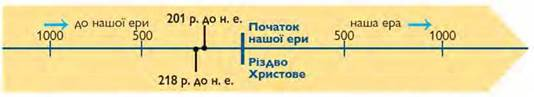 201 р. до н. е.
до нашої ери
Початок
нашої ери
наша ера
1000
500
500
1000
218 р. до н. е.
Різдво
Христове